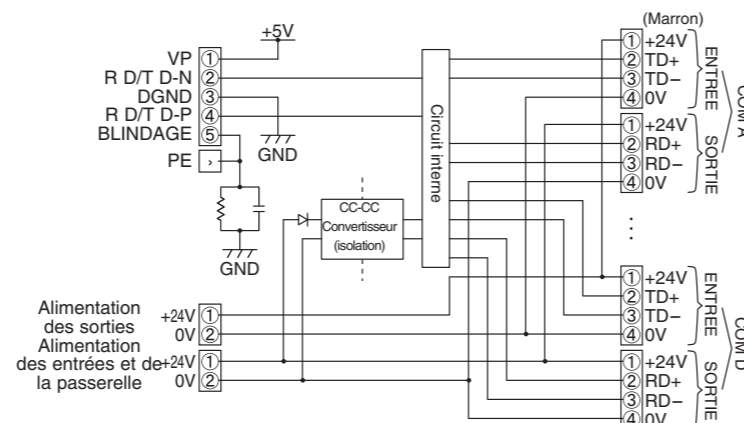 +5V
VP ①
R D/T D-N ②
DGND ③
R D/T D-P ④
BLINDAGE ⑤
PE
GND
GND
CC-CC
Convertisseur
(isolation)
Circuit interne
Alimentation
des sorties
+24V ①
0V ②
Alimentation
des entrées et de
la passerelle
+24V ①
0V ②
(Marron)
① +24V
② TD+
③ TD−
④ 0V
ENTREE
① +24V
② RD+
③ RD−
④ 0V
SORTIE
COM A
① +24V
② TD+
③ TD−
④ 0V
ENTREE
① +24V
② RD+
③ RD−
④ 0V
SORTIE
COM D